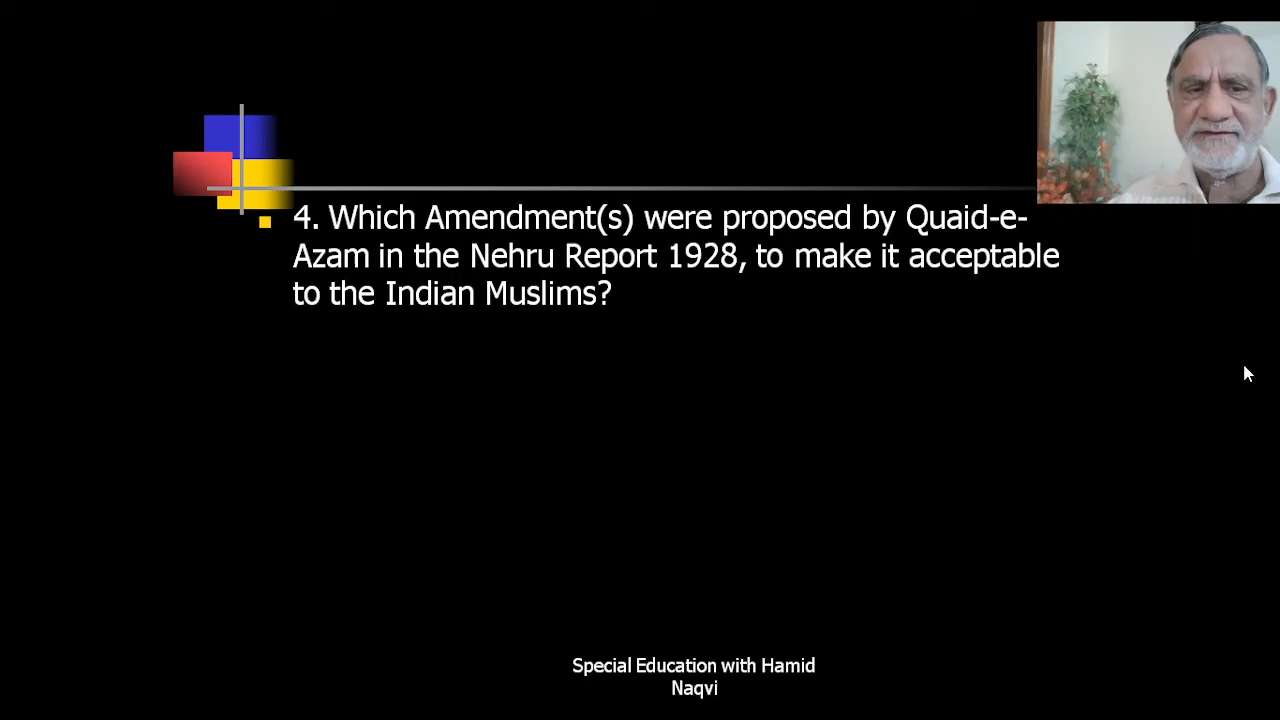 4. Which Amendment(s) were proposed by Quaid-e-
Azam in the Nehru Report 1928, to make it acceptable
to the Indian Muslims?
Special Education with Hamid
Naqvi